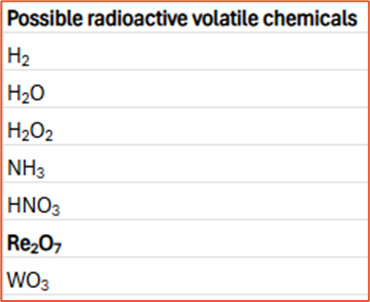 Possible radioactive volatile chemicals
H₂
H₂O
H₂O₂
NH₃
HNO₃
Re₂O₇
WO₃